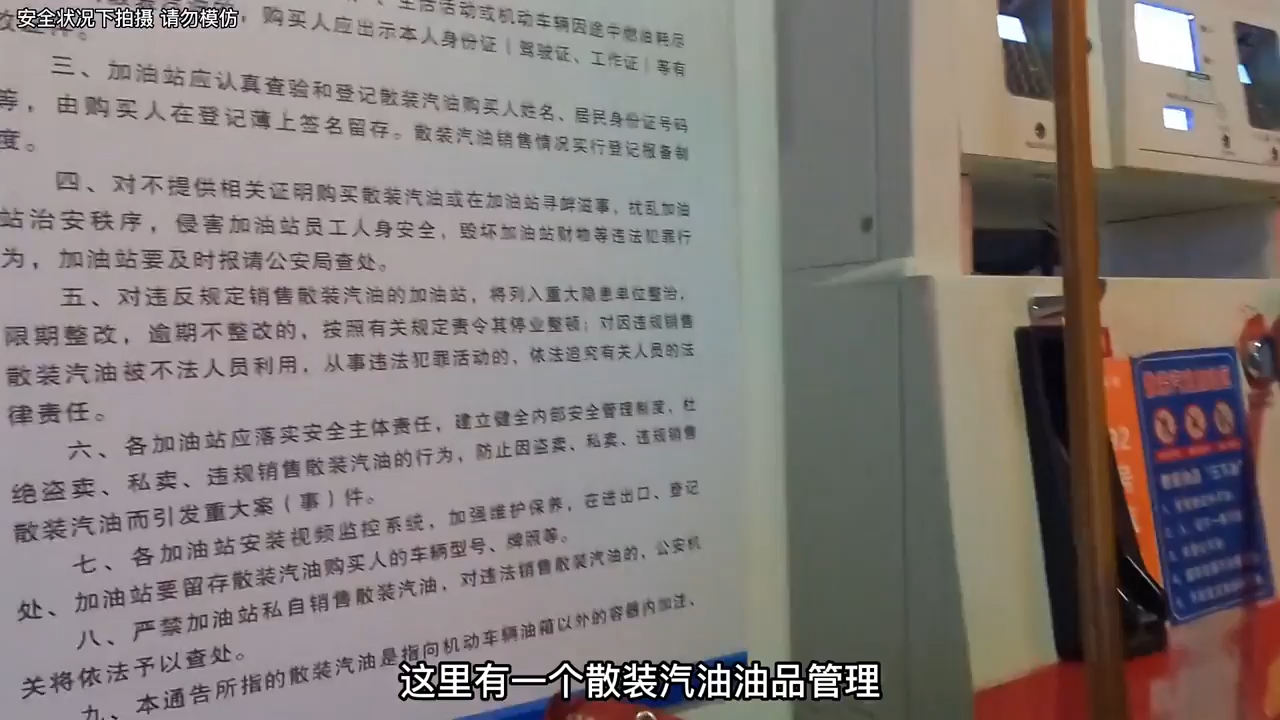 安全状况下拍摄 请勿模仿
、生活活动或机动车辆因途中燃油耗尽
购买人应出示本人身份证(驾驶证、工作证)等有
三、加油站应认真查验和登记散装汽油购买人姓名、居民身份证号码
等,由购买人在登记薄上签名留存。散装汽油销售情况实行登记报备制
度。
四、对不提供相关证明购买散装汽油或在加油站寻衅滋事,扰乱加油
站治安秩序,侵害加油站员工人身安全,毁坏加油站财物等违法犯罪行
为,加油站要及时报请公安局查处。
五、对违反规定销售散装汽油的加油站,将列入重大隐患单位整治,
限期整改,逾期不整改的,按照有关规定责令其停业整顿;对因违规销售
散装汽油被不法人员利用,从事违法犯罪活动的,依法追究有关人员的法
律责任。
六、各加油站应落实安全主体责任,建立健全内部安全管理制度,杜
绝盗卖、私卖、违规销售散装汽油的行为,防止因盗卖、私卖、违规销售
散装汽油而引发重大案(事)件。
七、各加油站安装视频监控系统,加强维护保养,在进出口、登记
处、加油站要留存散装汽油购买人的车辆型号、牌照等。
八、严禁加油站私自销售散装汽油,对违法销售散装汽油的,公安机
关将依法予以查处。
九、本通告所指的散装汽油是指向机动车辆油箱以外的容器内加注、
这里有一个散装汽油油品管理